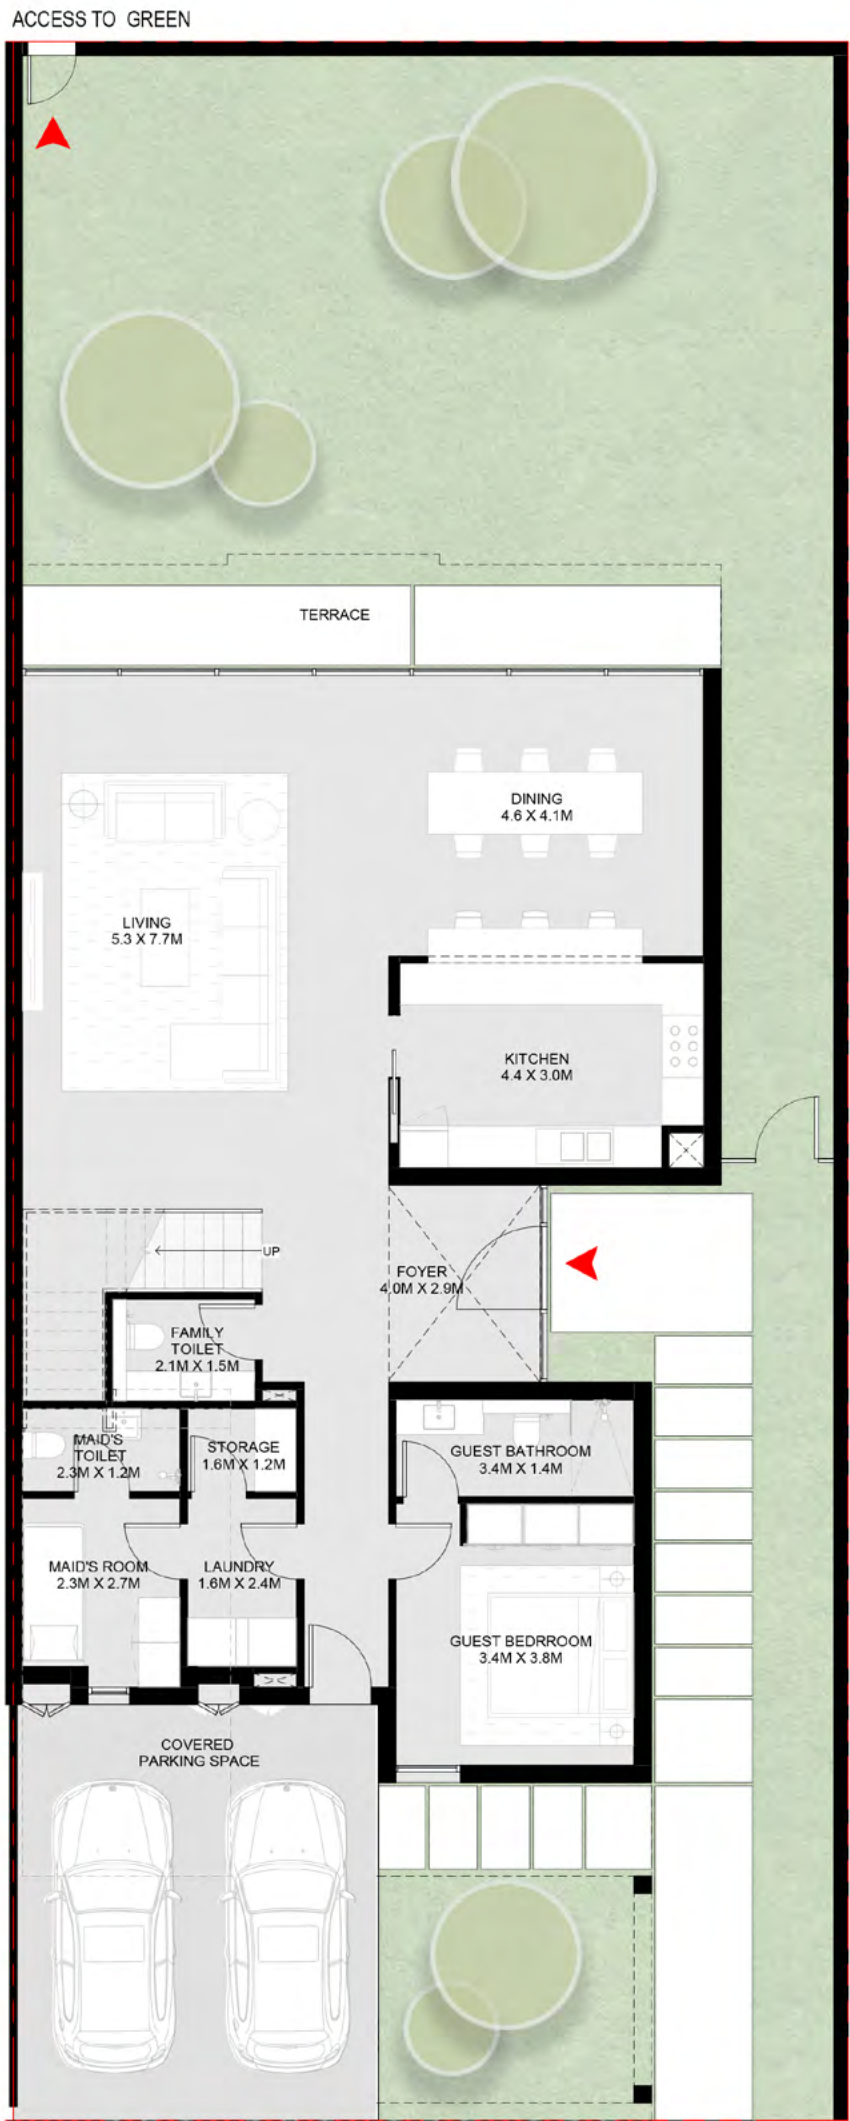 ACCESS TO GREEN
TERRACE
DINING
4.6 X 4.1M
LIVING
5.3 X 7.7M
KITCHEN
4.4 X 3.0M
UP
FOYER
4.0M X 2.9M
FAMILY
TOILET
2.1M X 1.5M
MAID'S
TOILET
2.3M X 1.2M
STORAGE
1.6M X 1.2M
GUEST BATHROOM
3.4M X 1.4M
MAID'S ROOM
2.3M X 2.7M
LAUNDRY
1.6M X 2.4M
GUEST BEDRROOM
3.4M X 3.8M
COVERED
PARKING SPACE